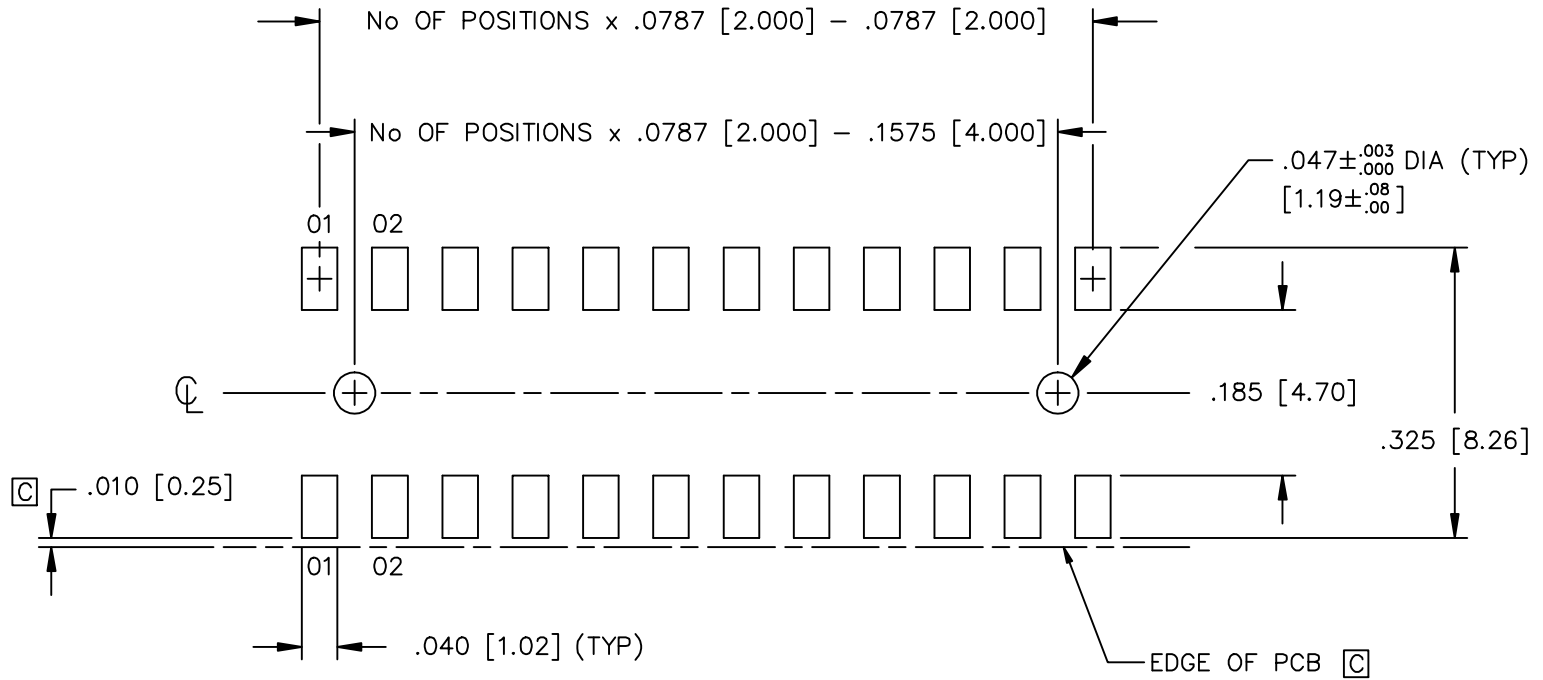 No OF POSITIONS x .0787 [2.000] – .0787 [2.000]
No OF POSITIONS x .0787 [2.000] – .1575 [4.000]
.047±.003 .000 DIA (TYP)
[1.19±.08 .00]
01 02
℄
.185 [4.70]
.325 [8.26]
C .010 [0.25]
01 02
.040 [1.02] (TYP)
EDGE OF PCB C